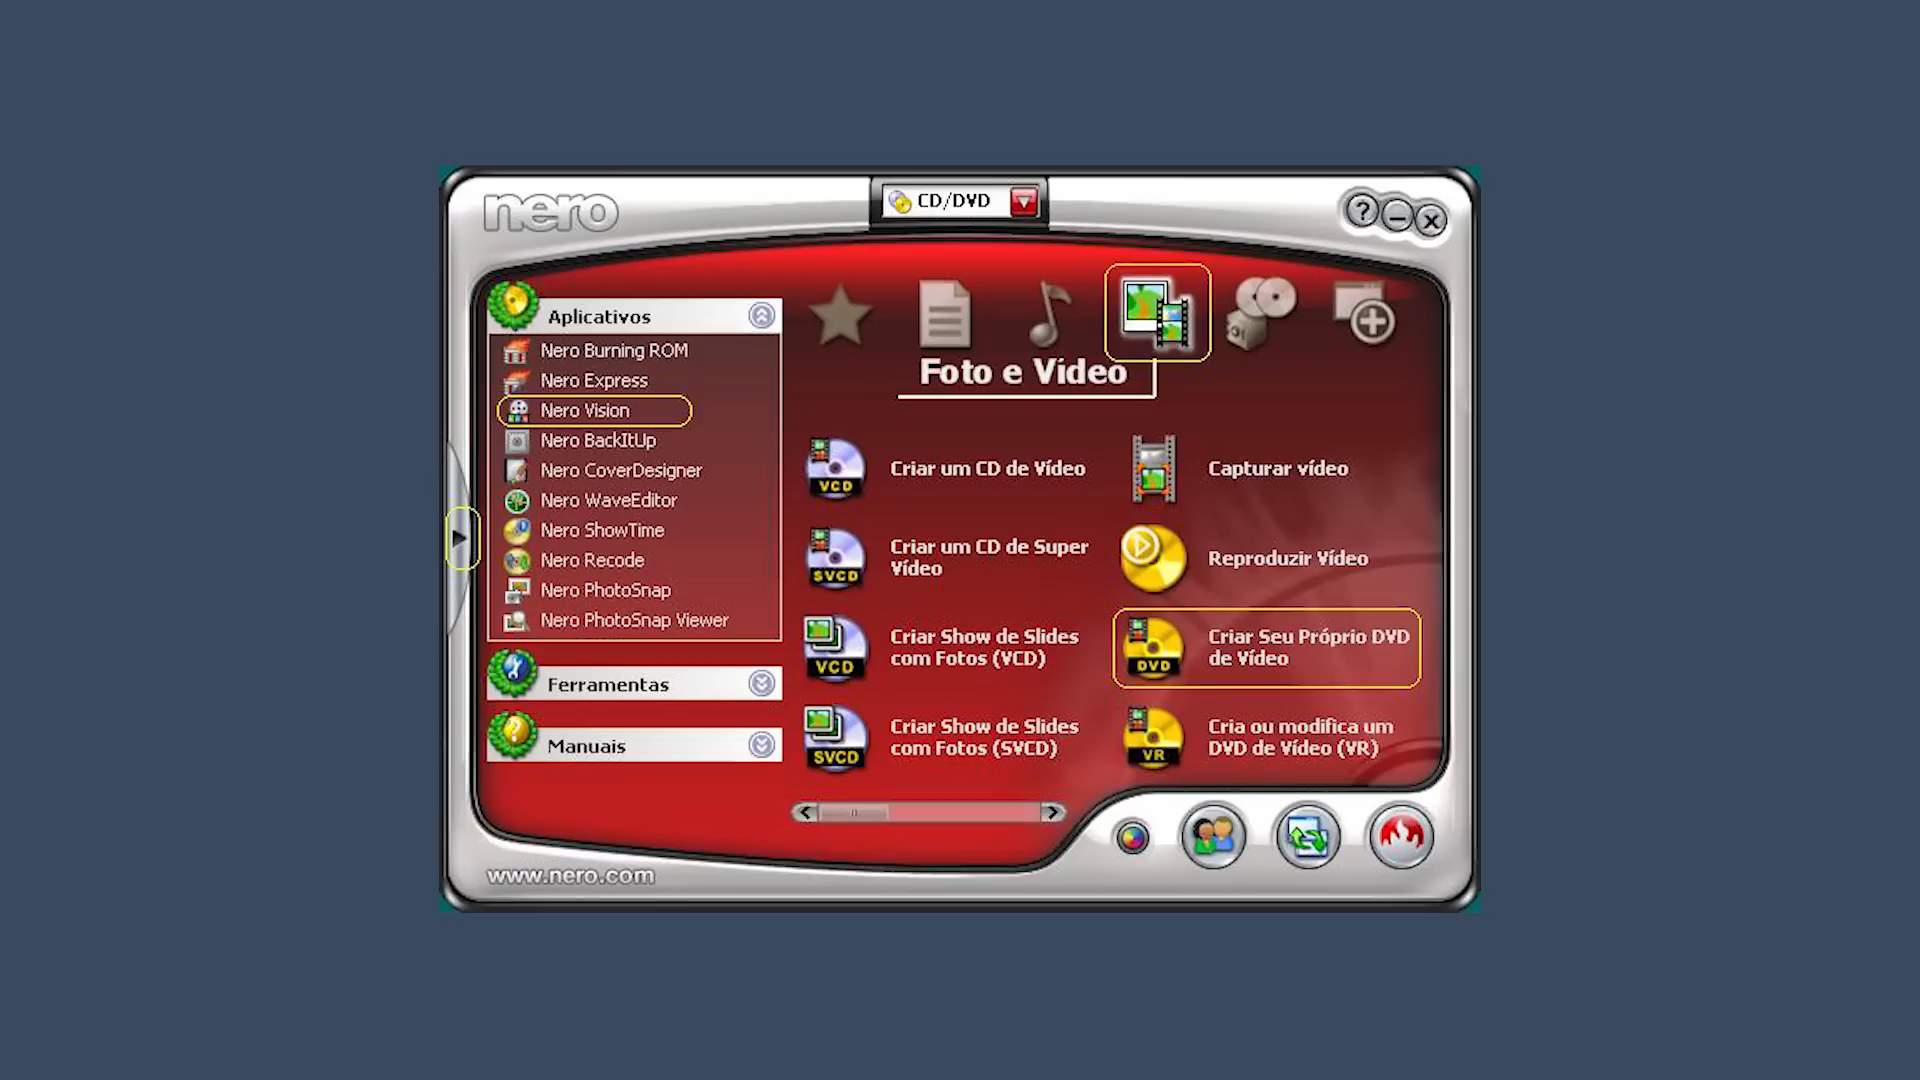 nero
CD/DVD
Aplicativos
Nero Burning ROM
Nero Express
Nero Vision
Nero BackItUp
Nero CoverDesigner
Nero WaveEditor
Nero ShowTime
Nero Recode
Nero PhotoSnap
Nero PhotoSnap Viewer
Ferramentas
Manuais
Foto e Vídeo
VCD
Criar um CD de Vídeo
Capturar vídeo
SVCD
Criar um CD de Super
Vídeo
Reproduzir Vídeo
VCD
Criar Show de Slides
com Fotos (VCD)
DVD
Criar Seu Próprio DVD
de Vídeo
SVCD
Criar Show de Slides
com Fotos (SVCD)
VR
Cria ou modifica um
DVD de Vídeo (VR)
www.nero.com